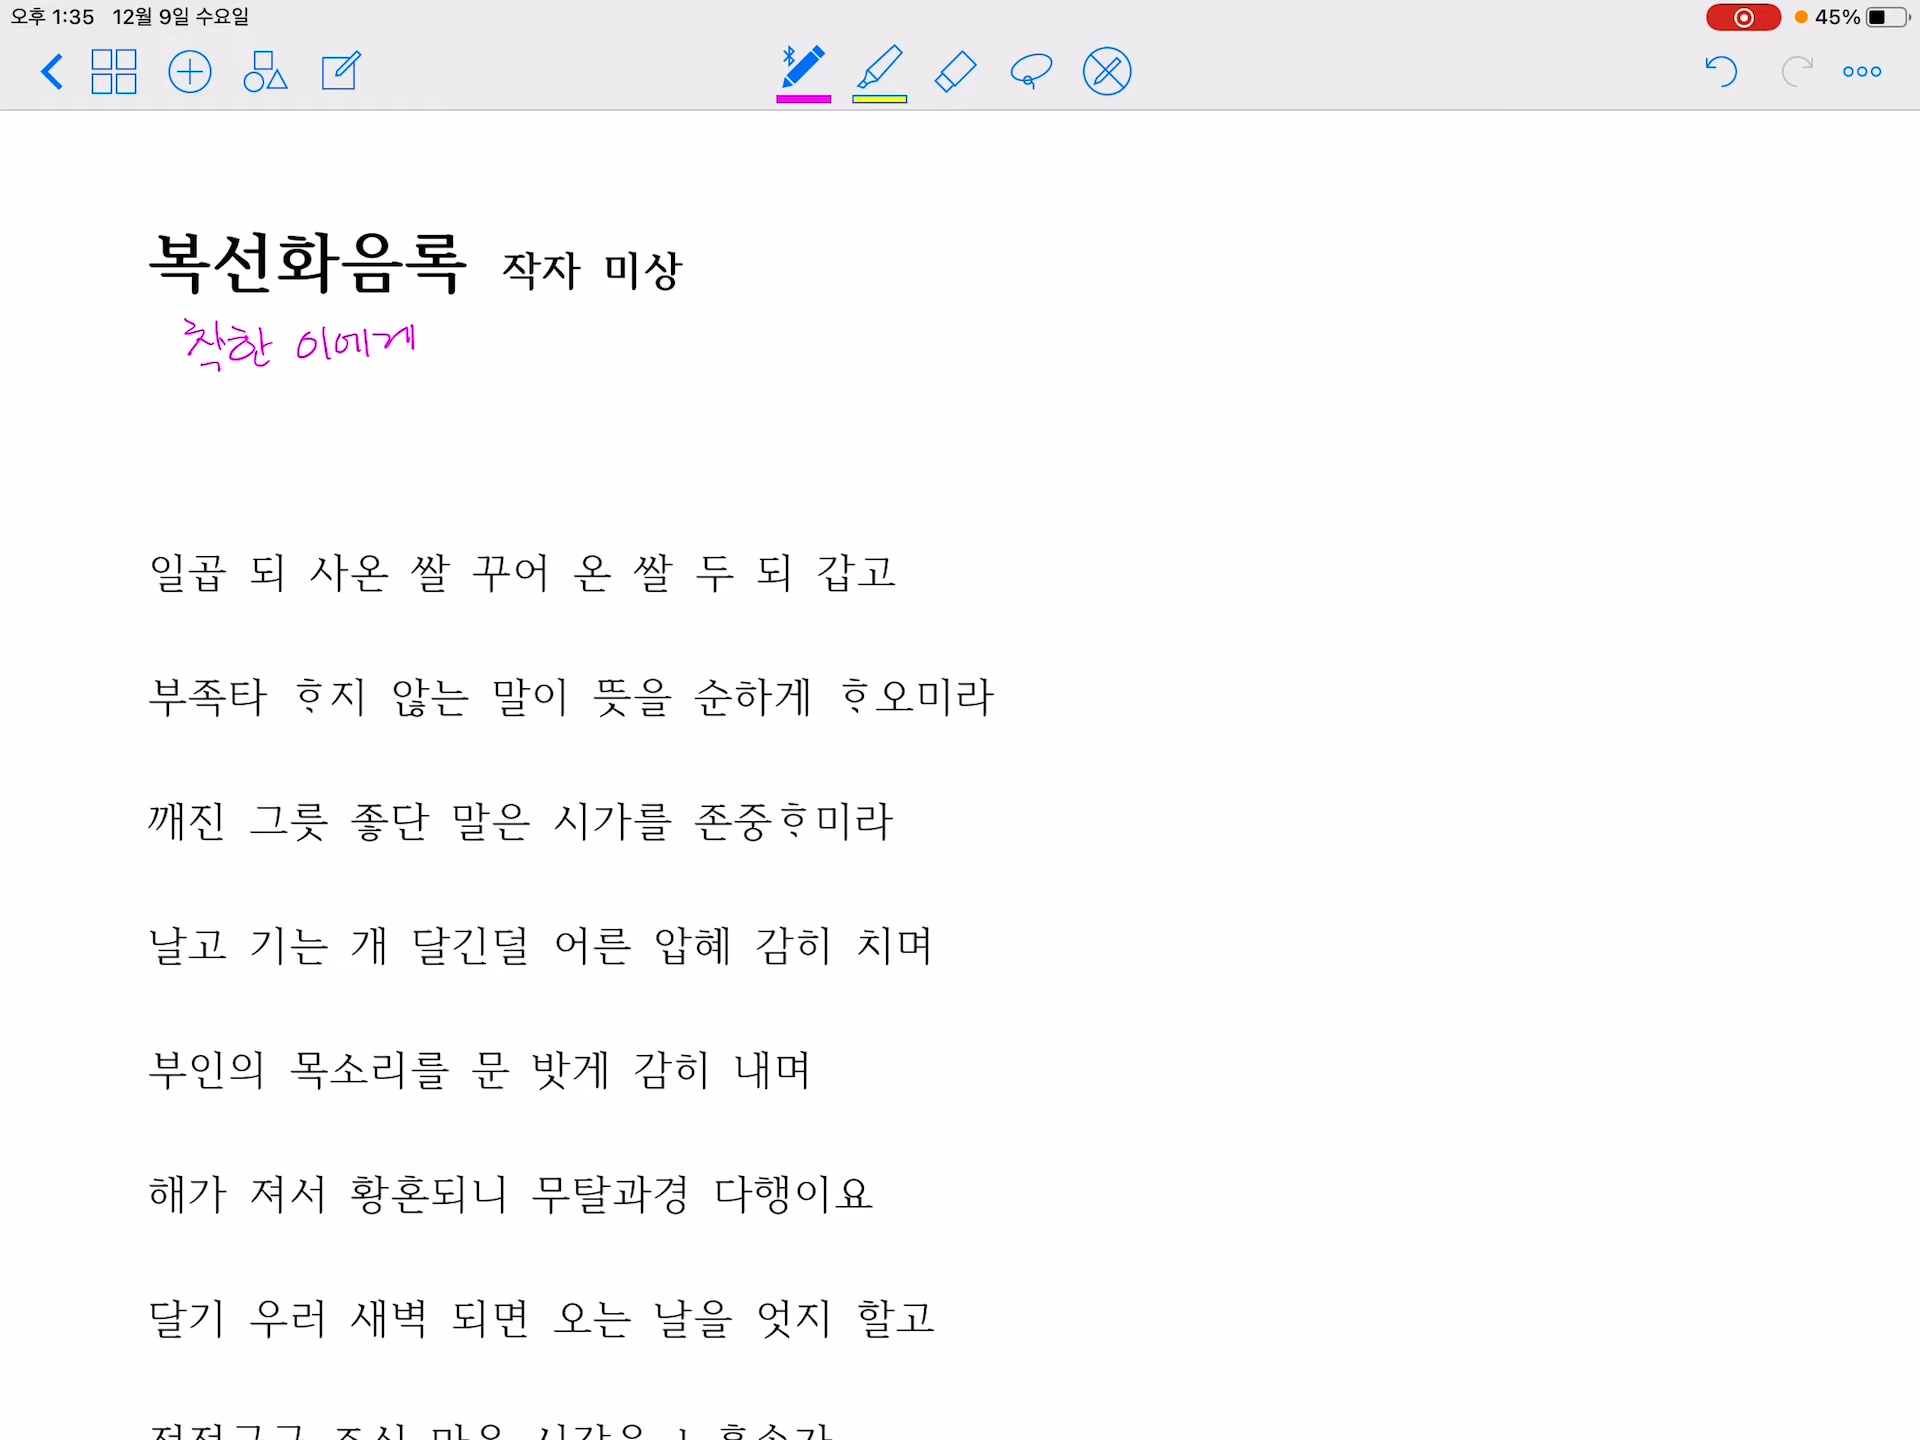 오후 1:35 12월 9일 수요일 45%
복선화음록 작자 미상
착한 이에게
일곱 되 사온 쌀 꾸어 온 쌀 두 되 갑고
부족타 ᄒᆞ지 않는 말이 뜻을 순하게 ᄒᆞ오미라
깨진 그릇 좋단 말은 시가를 존중ᄒᆞ미라
날고 기는 개 달긴덜 어른 압혜 감히 치며
부인의 목소리를 문 밧게 감히 내며
해가 져서 황혼되니 무탈과경 다행이요
달기 우러 새벽 되면 오는 날을 엇지 할고